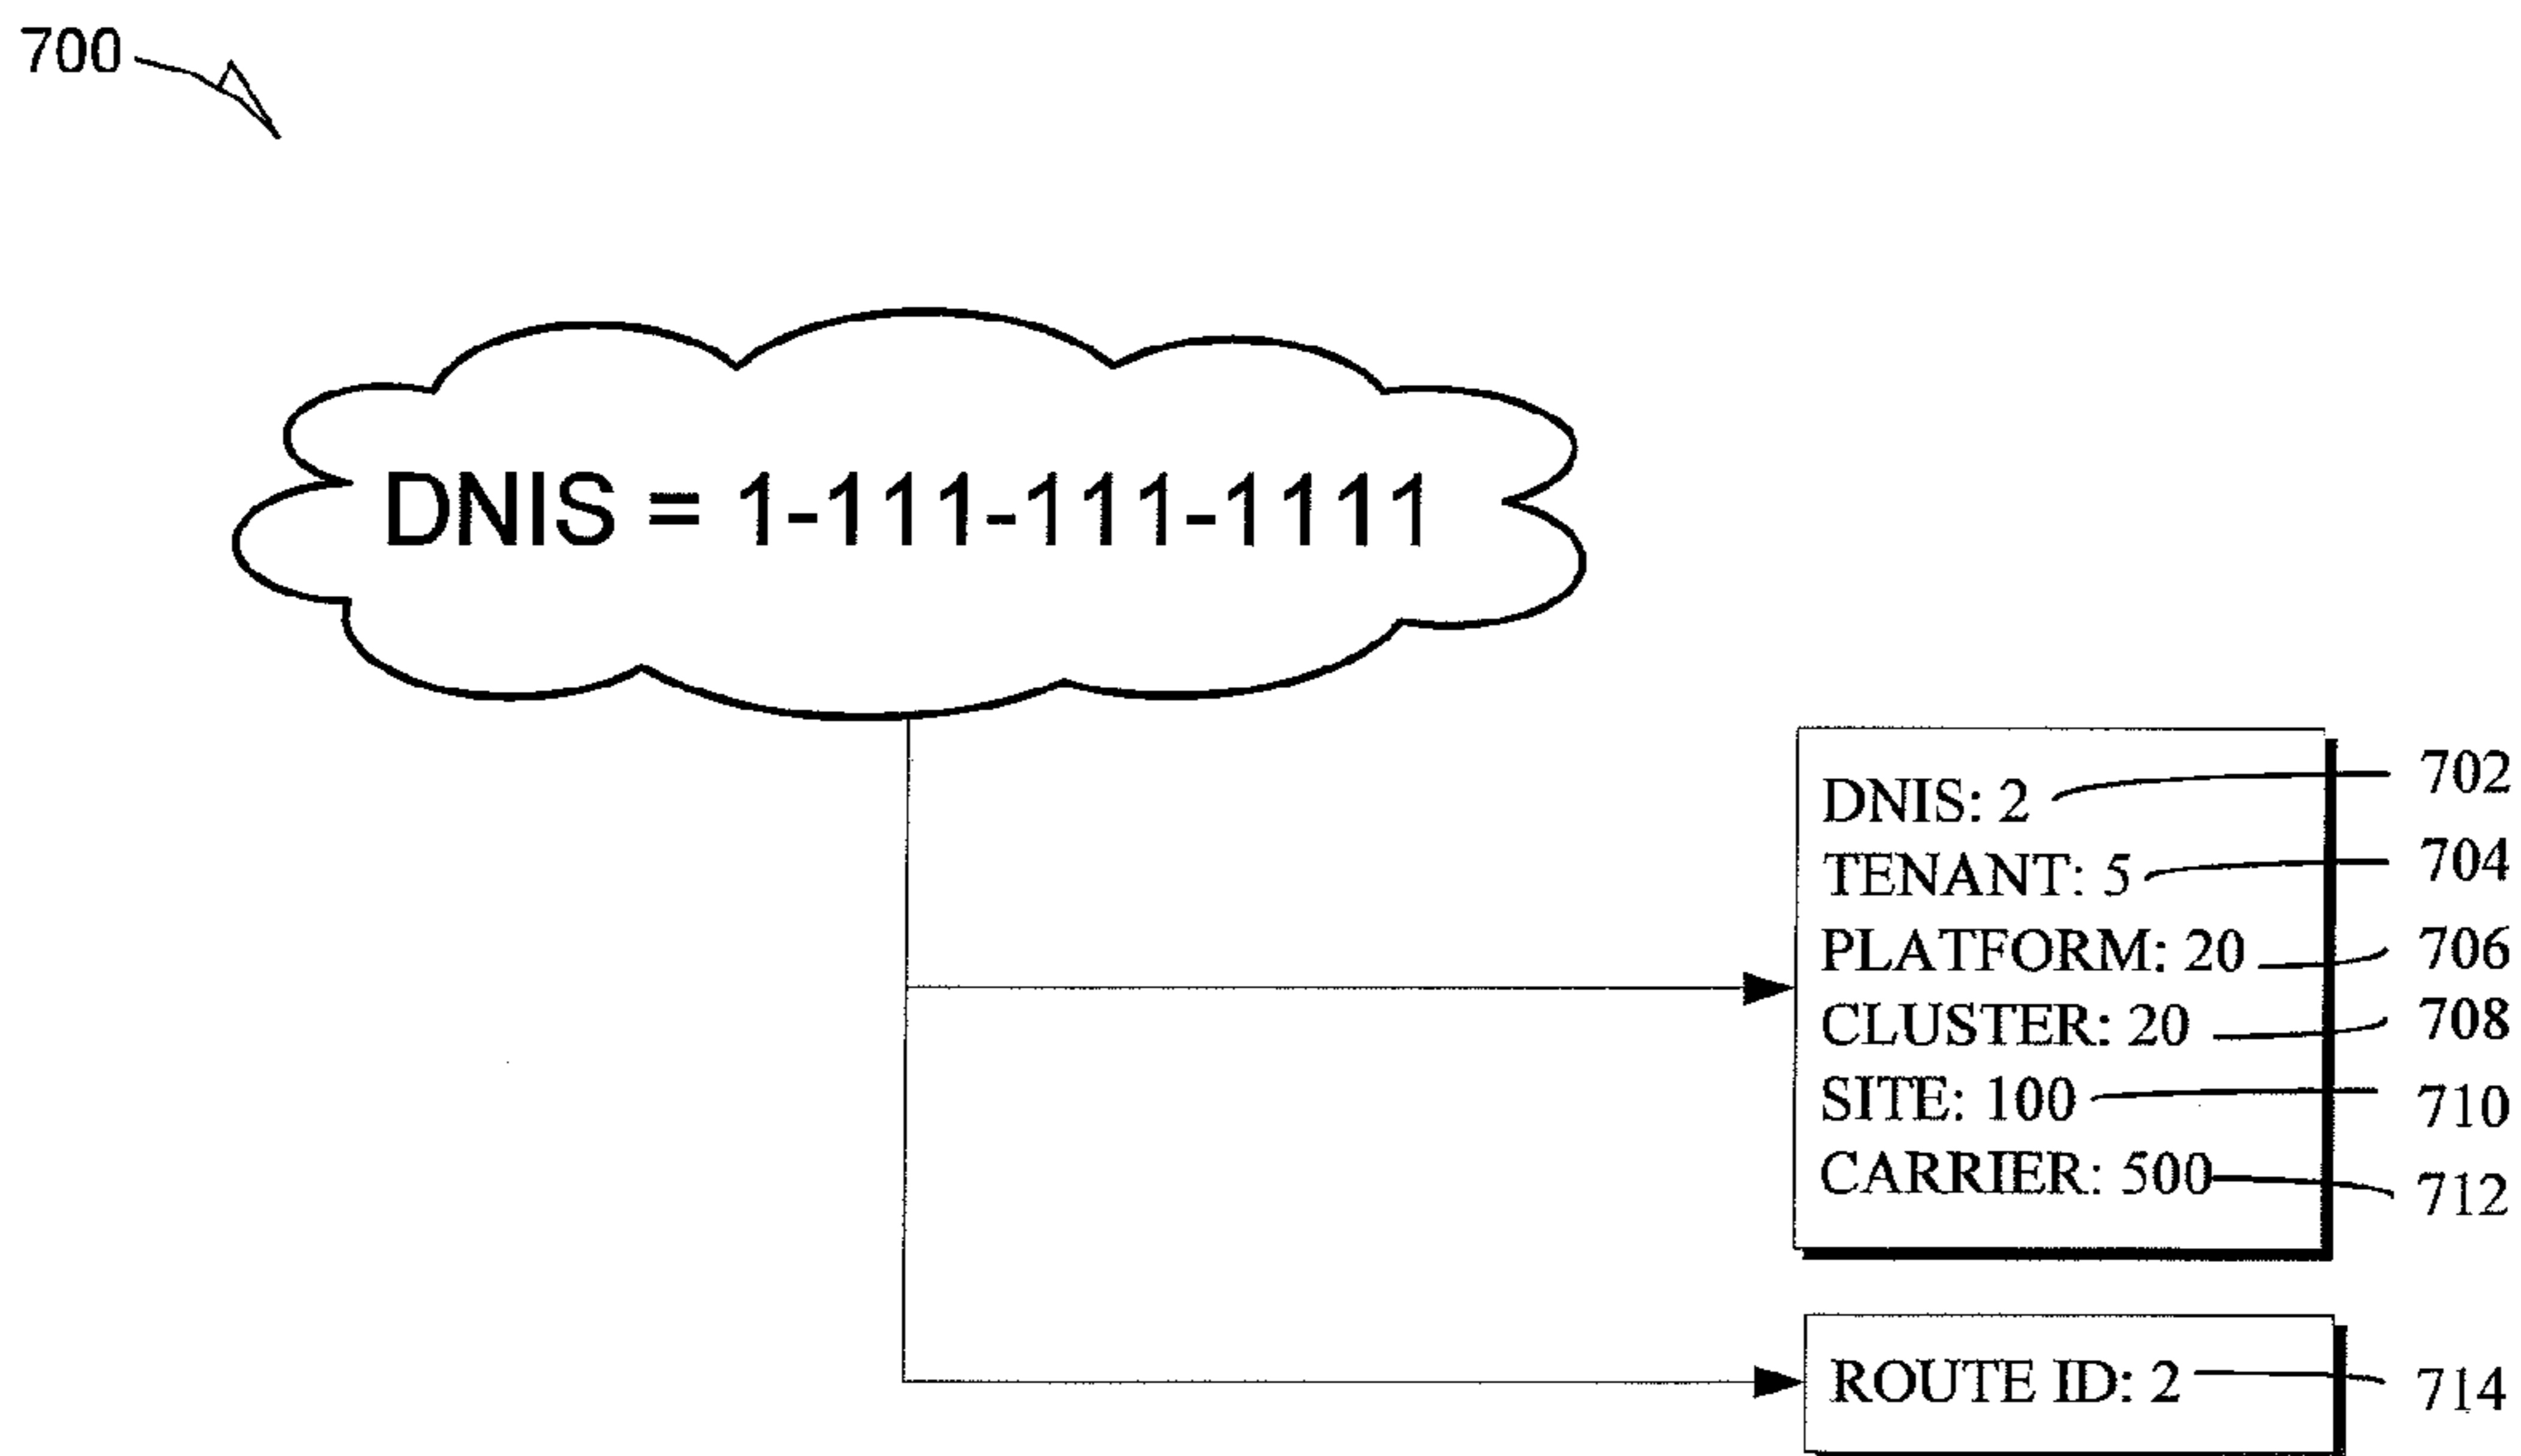 700
DNIS = 1-111-111-1111
DNIS: 2 702
TENANT: 5 704
PLATFORM: 20 706
CLUSTER: 20 708
SITE: 100 710
CARRIER: 500 712
ROUTE ID: 2 714